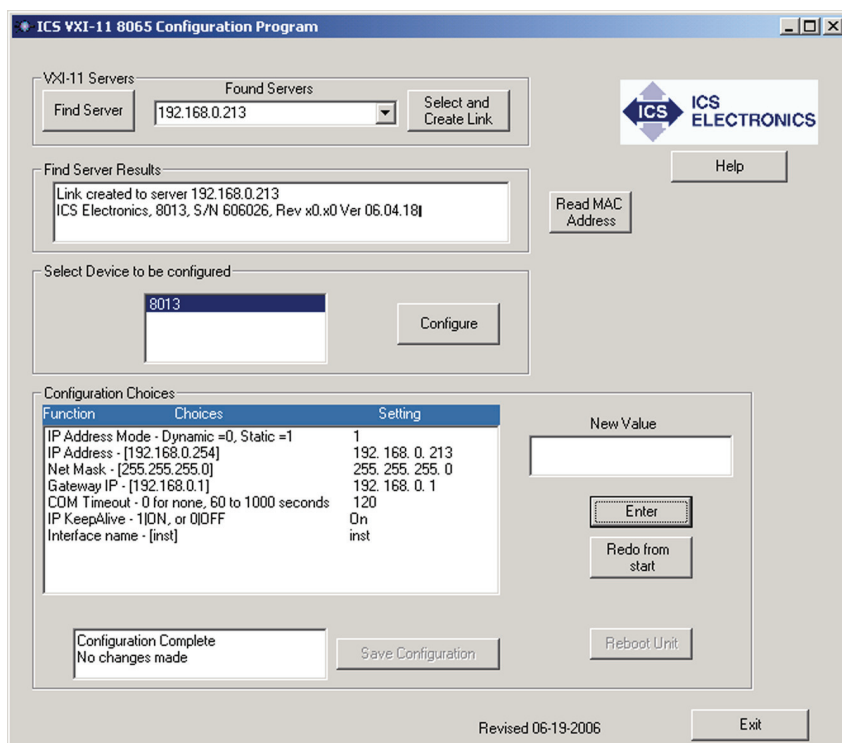 ICS VXI-11 8065 Configuration Program
VXI-11 Servers
Find Server
Found Servers
192.168.0.213
Select and
Create Link
ICS
ICS
ELECTRONICS
Help
Find Server Results
Link created to server 192.168.0.213
ICS Electronics, 8013, S/N 606026, Rev x0.x0 Ver 06.04.18
Read MAC
Address
Select Device to be configured
8013
Configure
Configuration Choices
Function Choices Setting
IP Address Mode - Dynamic =0, Static =1 1
IP Address - [192.168.0.254] 192. 168. 0. 213
Net Mask - [255.255.255.0] 255. 255. 255. 0
Gateway IP - [192.168.0.1] 192. 168. 0. 1
COM Timeout - 0 for none, 60 to 1000 seconds 120
IP KeepAlive - 1|ON, or 0|OFF On
Interface name - [inst] inst
New Value
Enter
Redo from
start
Configuration Complete
No changes made
Save Configuration
Reboot Unit
Revised 06-19-2006
Exit